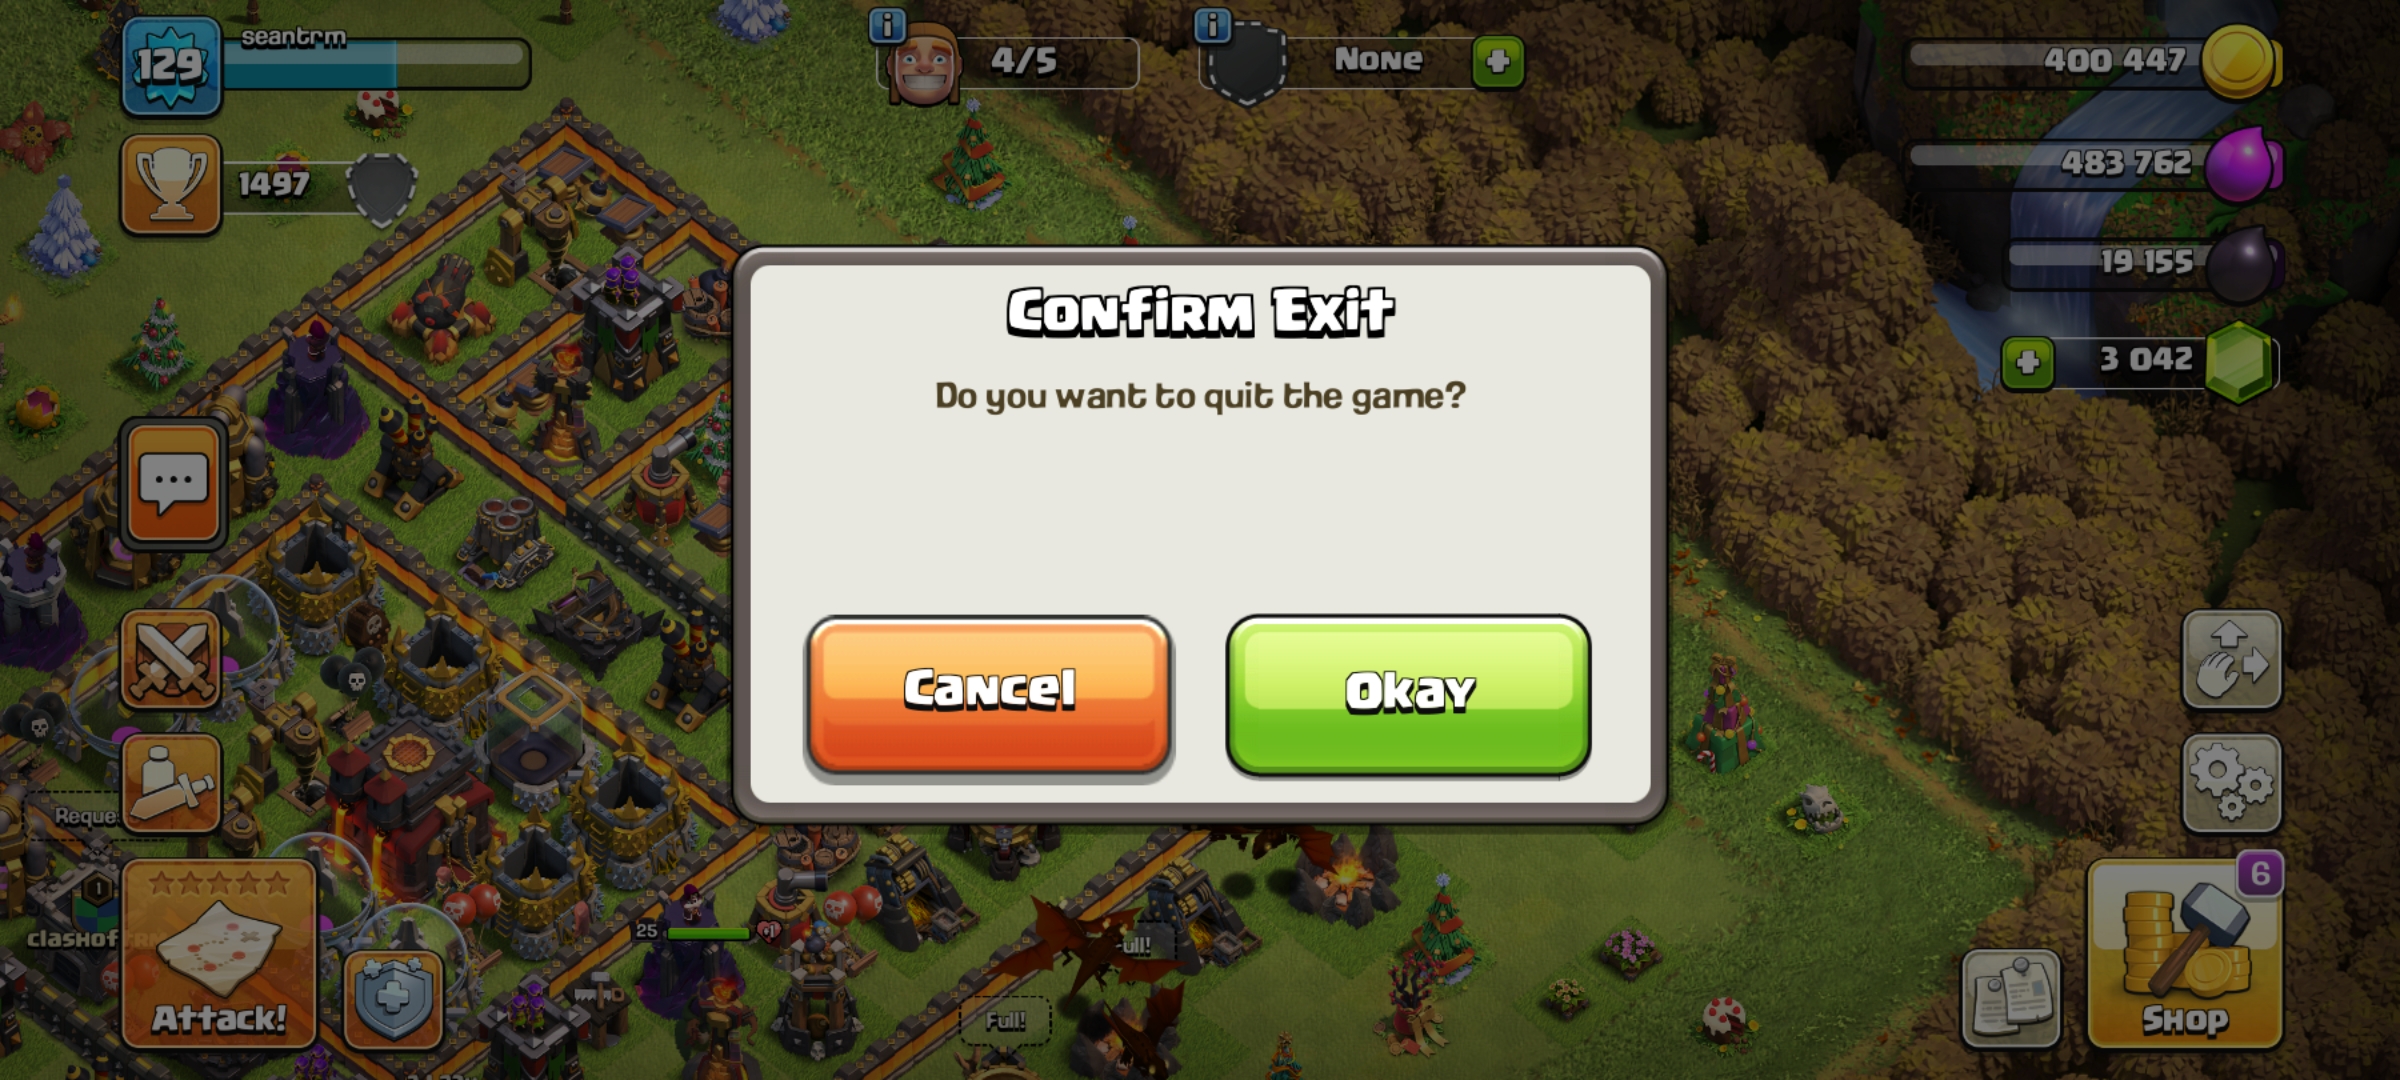 129
seantrm
4/5
None
400 447
1497
483 762
19 155
3 042
Confirm Exit
Do you want to quit the game?
Cancel
Okay
Reque
1
6
25
Full!
Attack!
Shop